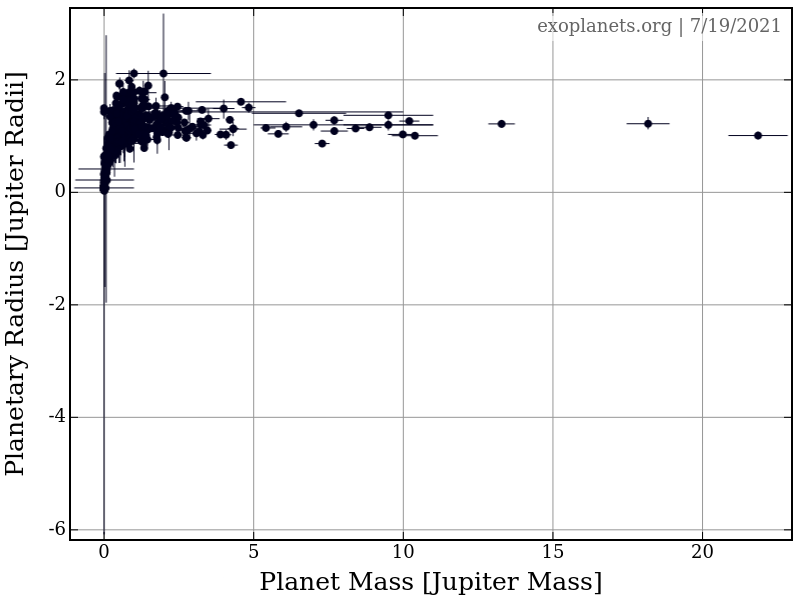 exoplanets.org | 7/19/2021
Planetary Radius [Jupiter Radii]
2
0
-2
-4
-6
0 5 10 15 20
Planet Mass [Jupiter Mass]